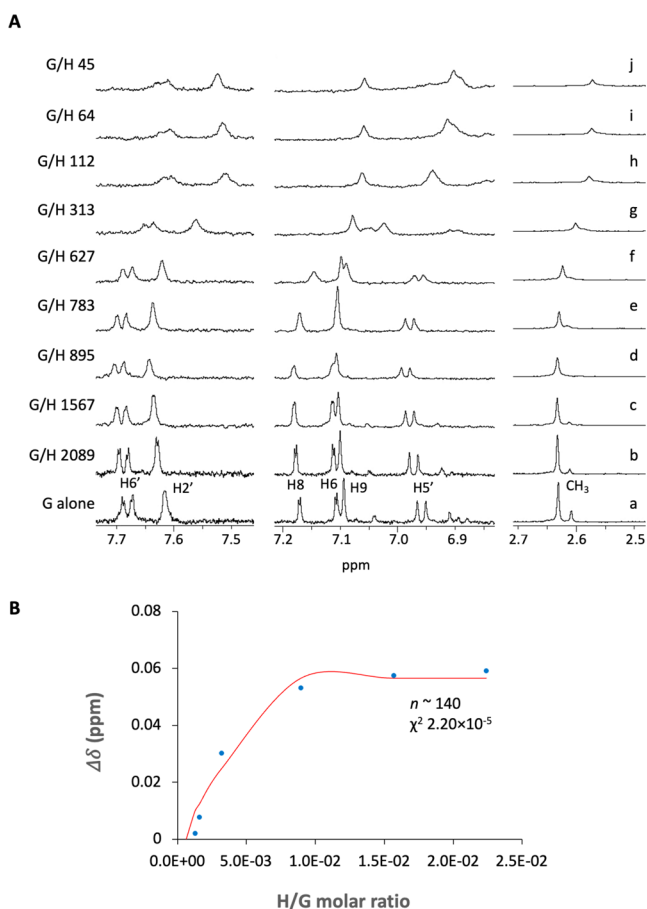 A
G/H 45 j
G/H 64 i
G/H 112 h
G/H 313 g
G/H 627 f
G/H 783 e
G/H 895 d
G/H 1567 c
G/H 2089 b
H6’ H2’ H8 H6 H9 H5’ CH3
G alone a
7.7 7.6 7.5 7.2 7.1 7.0 6.9 2.7 2.6 2.5
ppm
B
0.08
0.06
0.04
0.02
0
Δδ (ppm)
n ~ 140
χ² 2.20×10⁻⁵
0.0E+00 5.0E-03 1.0E-02 1.5E-02 2.0E-02 2.5E-02
H/G molar ratio